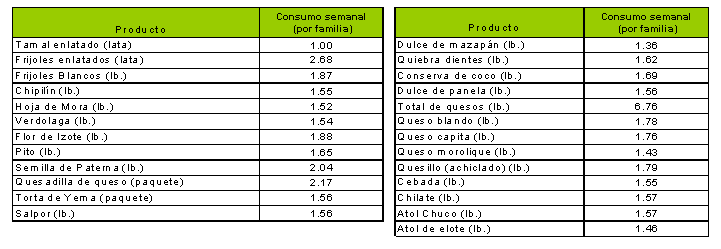 Producto Consumo semanal (por familia)
Tamal enlatado (lata) 1.00
Frijoles enlatados (lata) 2.68
Frijoles Blancos (lb.) 1.87
Chipilín (lb.) 1.55
Hoja de Mora (lb.) 1.52
Verdolaga (lb.) 1.54
Flor de Izote (lb.) 1.88
Pito (lb.) 1.65
Semilla de Paterna (lb.) 2.04
Quesadilla de queso (paquete) 2.17
Torta de Yema (paquete) 1.56
Salpor (lb.) 1.56
Producto Consumo semanal (por familia)
Dulce de mazapán (lb.) 1.36
Quiebra dientes (lb.) 1.62
Conserva de coco (lb.) 1.69
Dulce de panela (lb.) 1.56
Total de quesos (lb.) 6.76
Queso blando (lb.) 1.78
Queso capita (lb.) 1.76
Queso morolique (lb.) 1.43
Quesillo (achiclado) (lb.) 1.79
Cebada (lb.) 1.55
Chilate (lb.) 1.57
Atol Chuco (lb.) 1.57
Atol de elote (lb.) 1.46